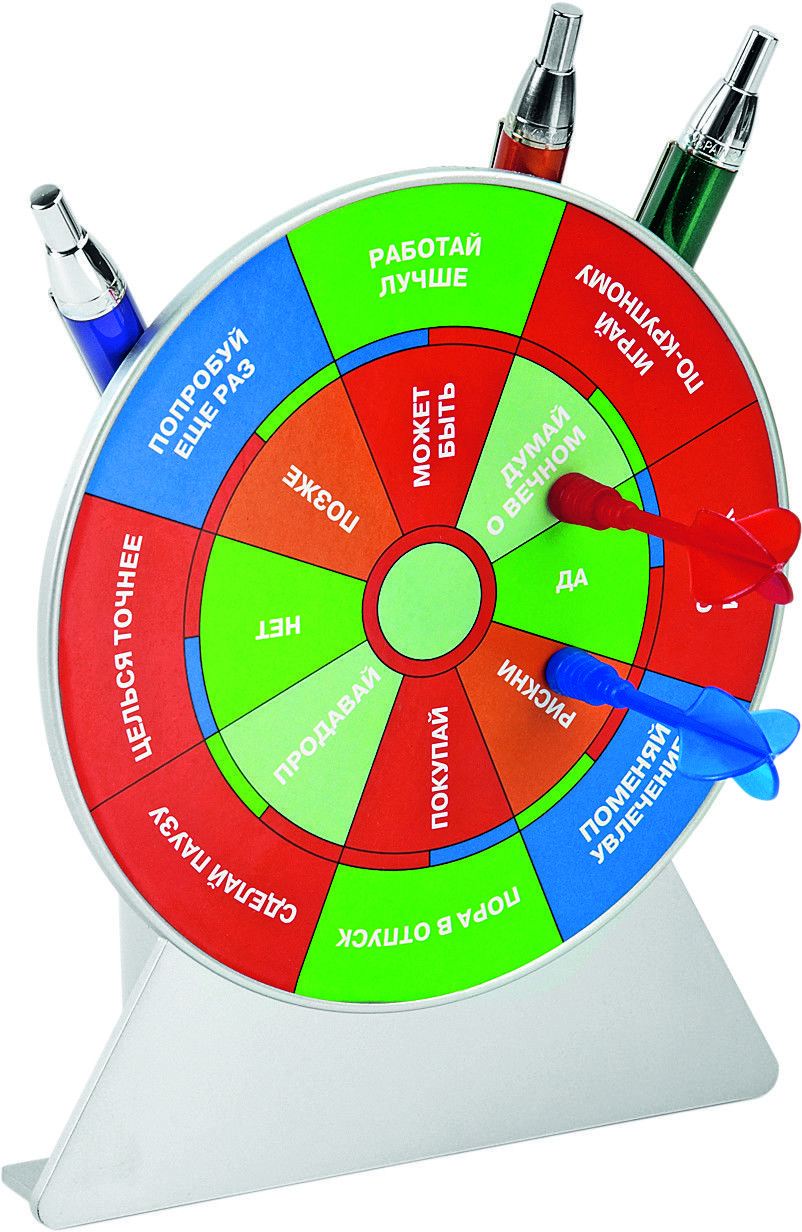 РАБОТАЙ
ЛУЧШЕ
ИГРАЙ
ПО-КРУПНОМУ
ПОМЕНЯЙ
УВЛЕЧЕНИЕ
ПОРА В ОТПУСК
СДЕЛАЙ ПАУЗУ
ЦЕЛЬСЯ ТОЧНЕЕ
ПОПРОБУЙ
ЕЩЕ РАЗ
МОЖЕТ
БЫТЬ
ДУМАЙ
О ВЕЧНОМ
ДА
РИСКНИ
ПОКУПАЙ
ПРОДАВАЙ
НЕТ
ПОЗЖЕ